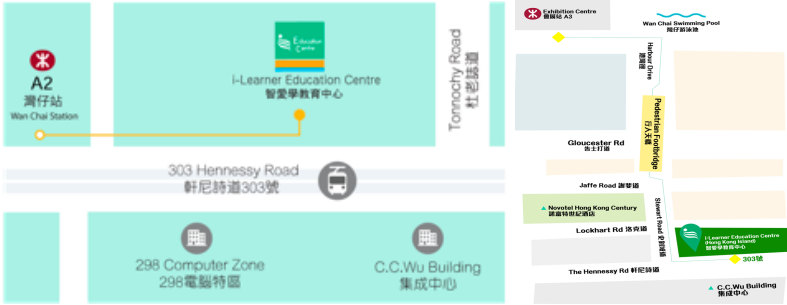 A2
灣仔站
Wan Chai Station
Education
Centre
i-Learner Education Centre
智愛學教育中心
Tonnochy Road
杜老誌道
303 Hennessy Road
軒尼詩道303號
298 Computer Zone
298電腦特區
C.C.Wu Building
集成中心
Exhibition Centre
會展站 A3
Wan Chai Swimming Pool
灣仔游泳池
Harbour Drive
港灣道
Pedestrian Footbridge
行人天橋
Gloucester Rd
告士打道
Jaffe Road 謝斐道
Novotel Hong Kong Century
諾富特世紀酒店
Stewart Road 史釗域道
Lockhart Rd 洛克道
i-Learner Education Centre
(Hong Kong Island)
智愛學教育中心
303號
The Hennessy Rd 軒尼詩道
C.C.Wu Building
集成中心